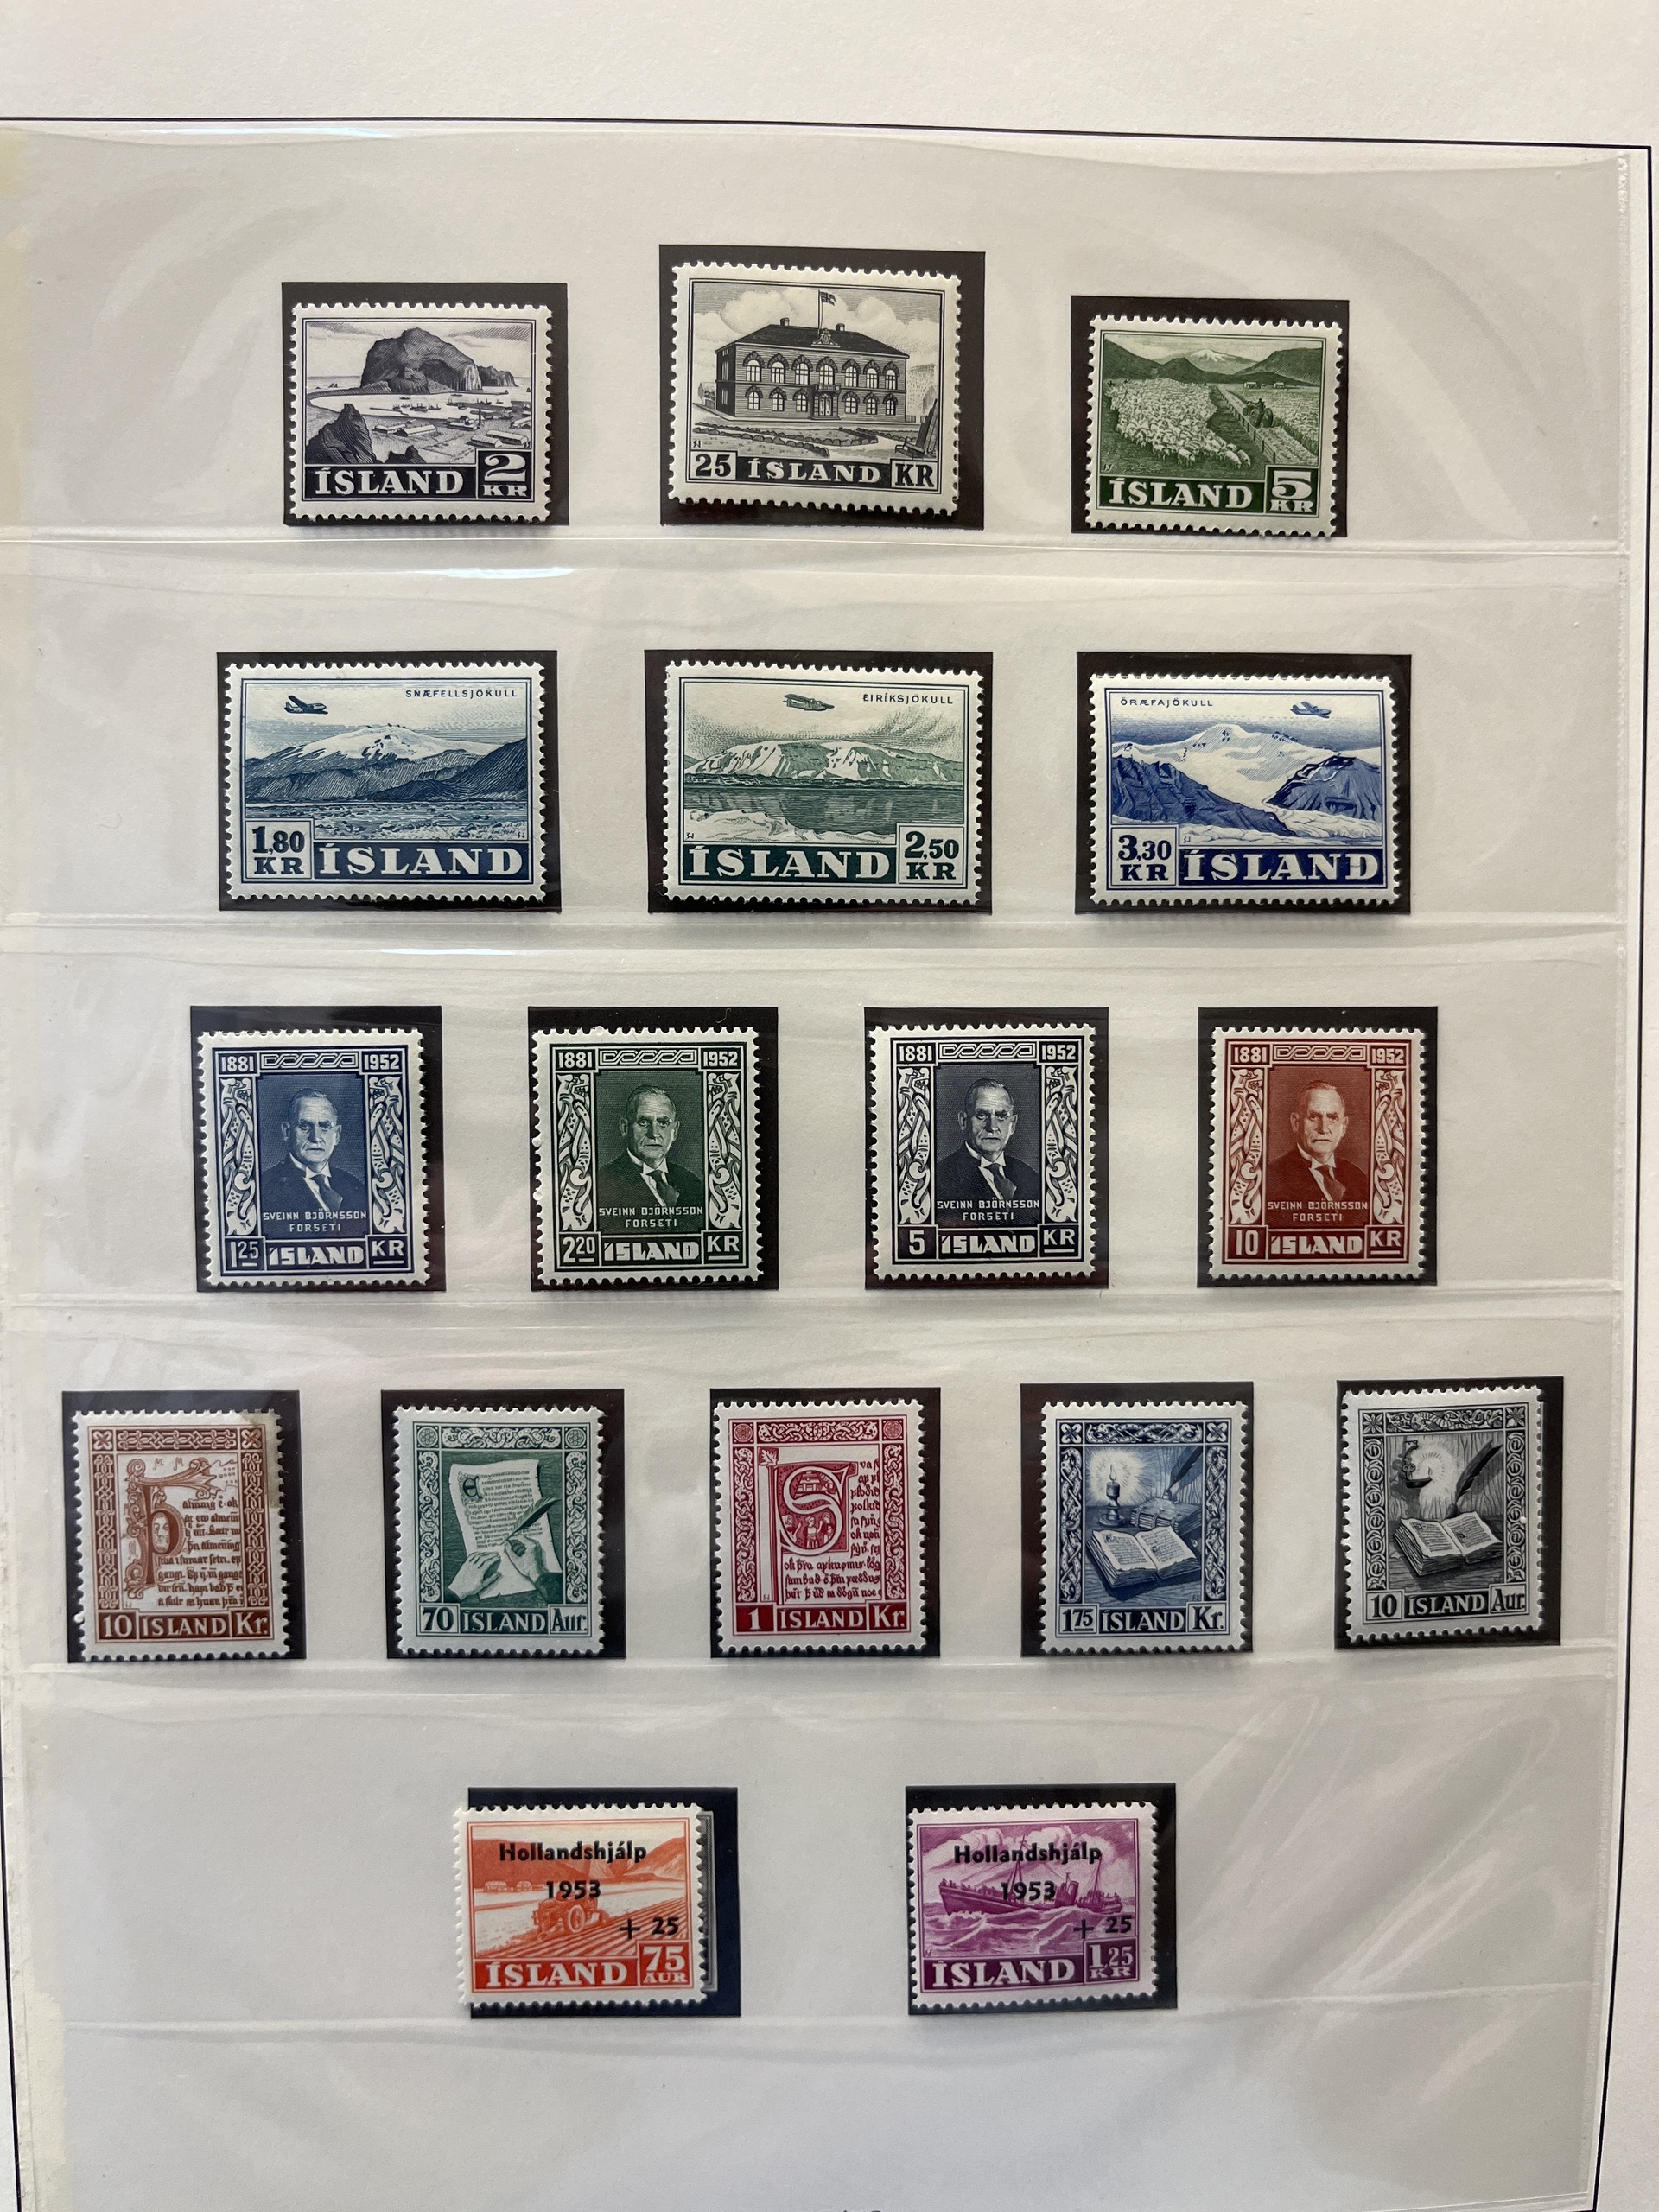 ÍSLAND 2 KR
25 ÍSLAND KR
ÍSLAND 5 KR
SNÆFELLSJÖKULL
1,80 KR ÍSLAND
EIRÍKSJÖKULL
ÍSLAND 2,50 KR
ÖRÆFAJÖKULL
3,30 KR ÍSLAND
1881 1952
SVEINN BJÖRNSSON
FORSETI
1 25 ÍSLAND KR
1881 1952
SVEINN BJÖRNSSON
FORSETI
2 20 ÍSLAND KR
1881 1952
SVEINN BJÖRNSSON
FORSETI
5 ÍSLAND KR
1881 1952
SVEINN BJÖRNSSON
FORSETI
10 ÍSLAND KR
10 ÍSLAND Kr.
70 ÍSLAND Aur.
1 ÍSLAND Kr.
175 ÍSLAND Kr.
10 ÍSLAND Aur.
Hollandshjálp
1953
+ 25
ÍSLAND 75 AUR
Hollandshjálp
1953
+ 25
ÍSLAND 1 25 KR